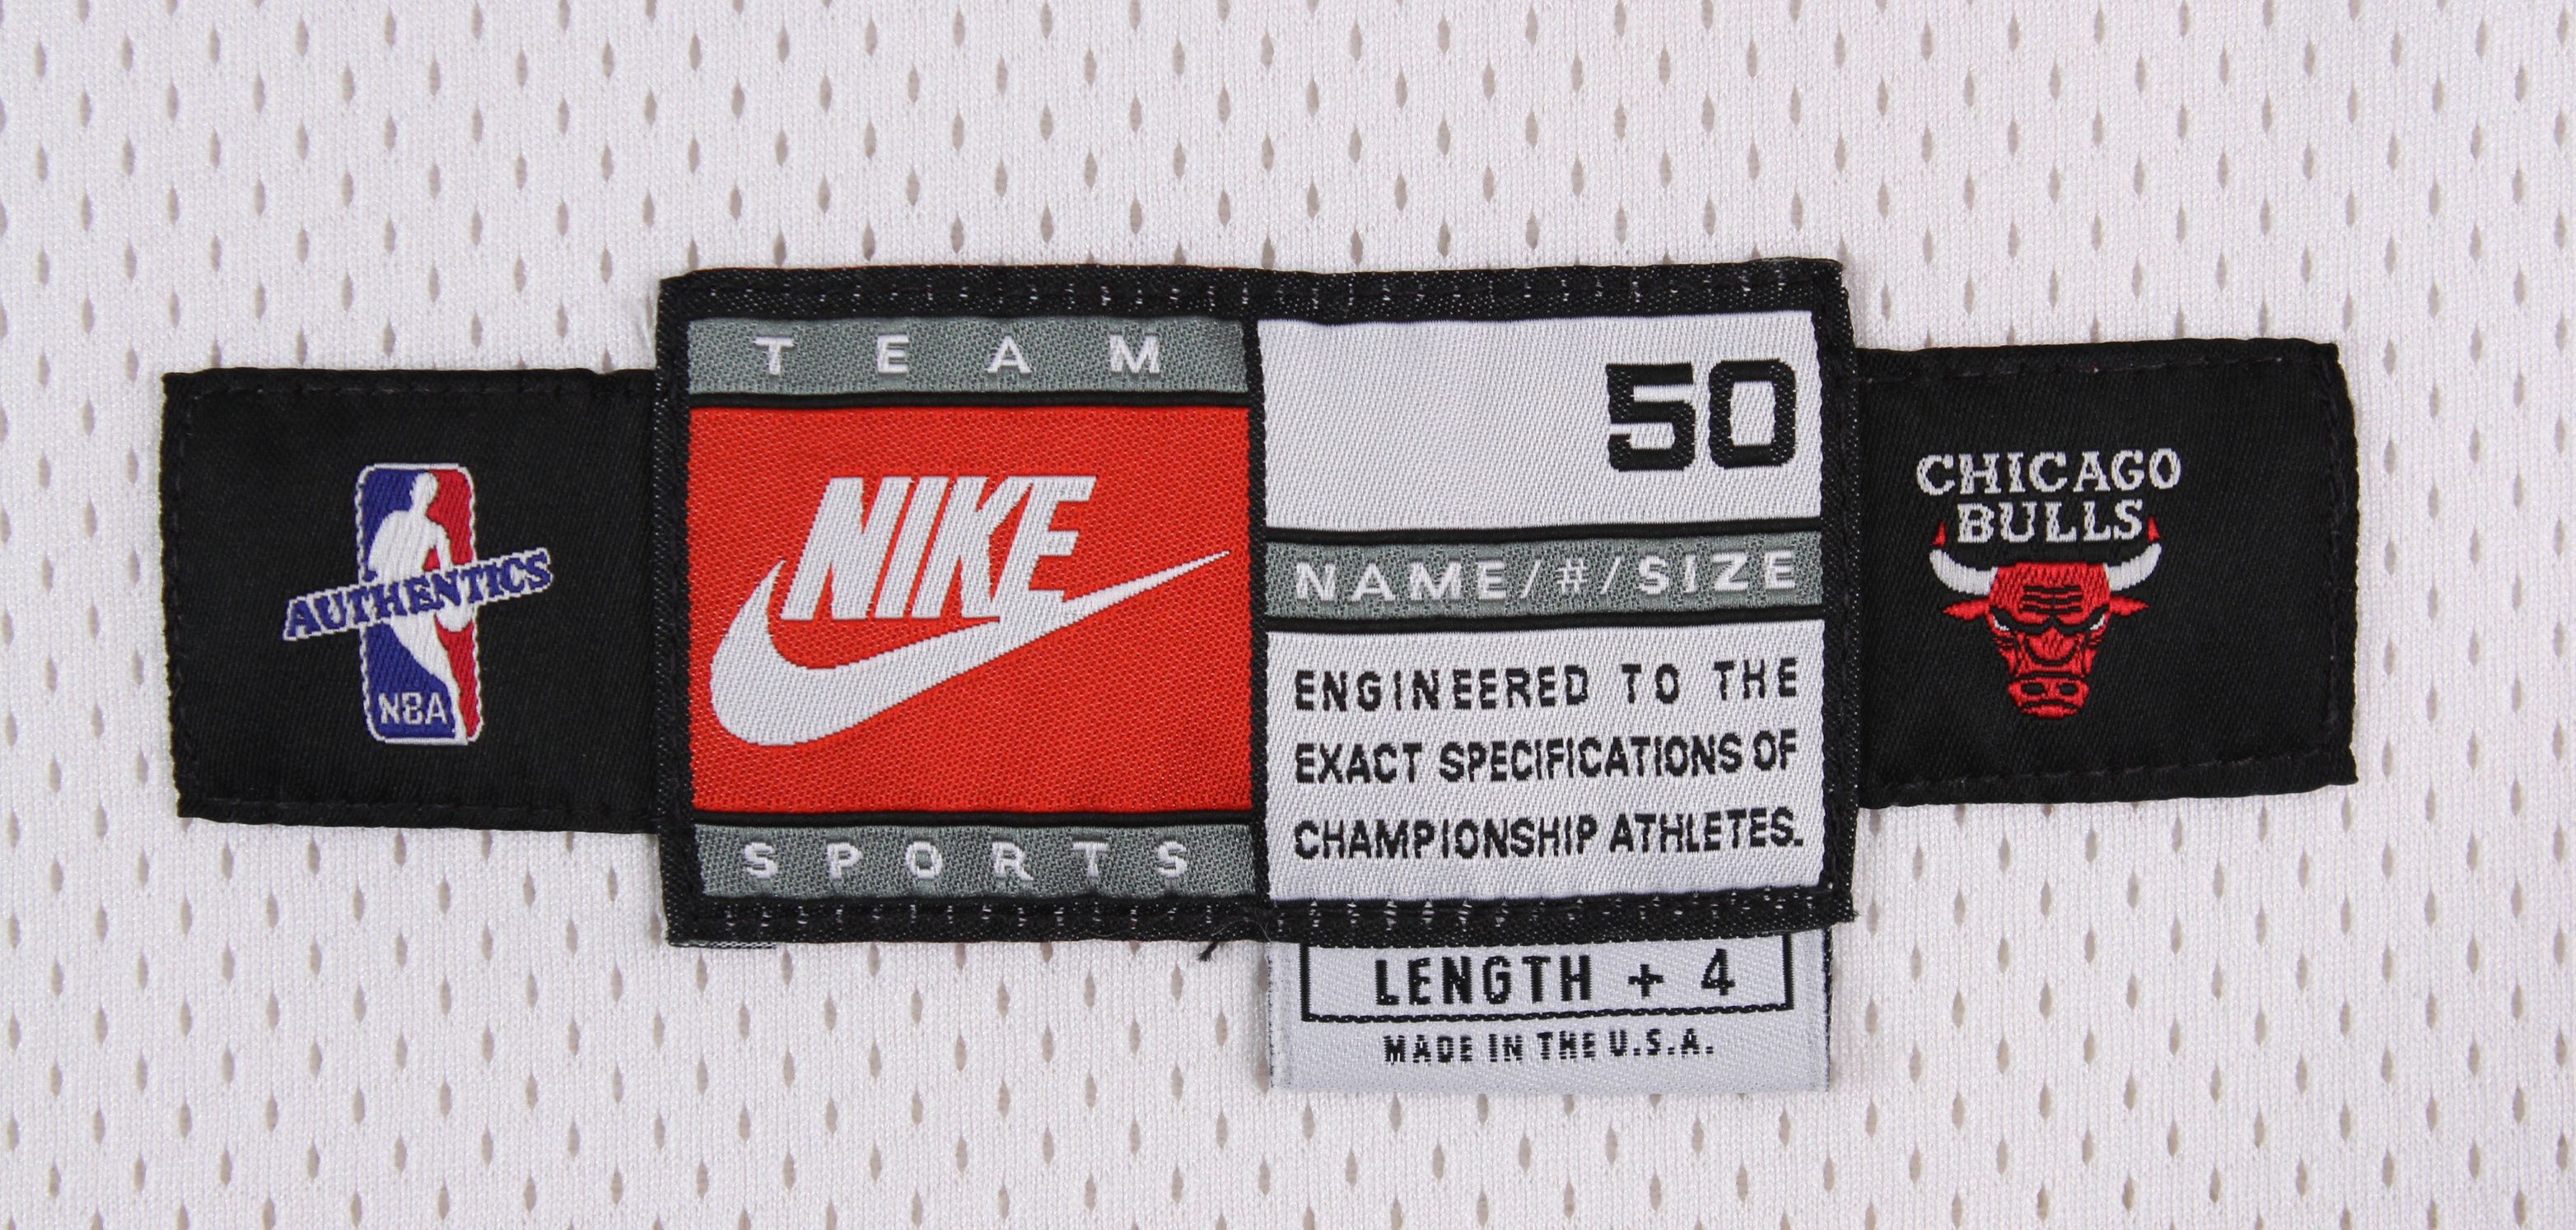 AUTHENTICS
NBA
TEAM
NIKE
SPORTS
50
NAME/#/SIZE
ENGINEERED TO THE
EXACT SPECIFICATIONS OF
CHAMPIONSHIP ATHLETES.
LENGTH + 4
MADE IN THE U.S.A.
CHICAGO
BULLS